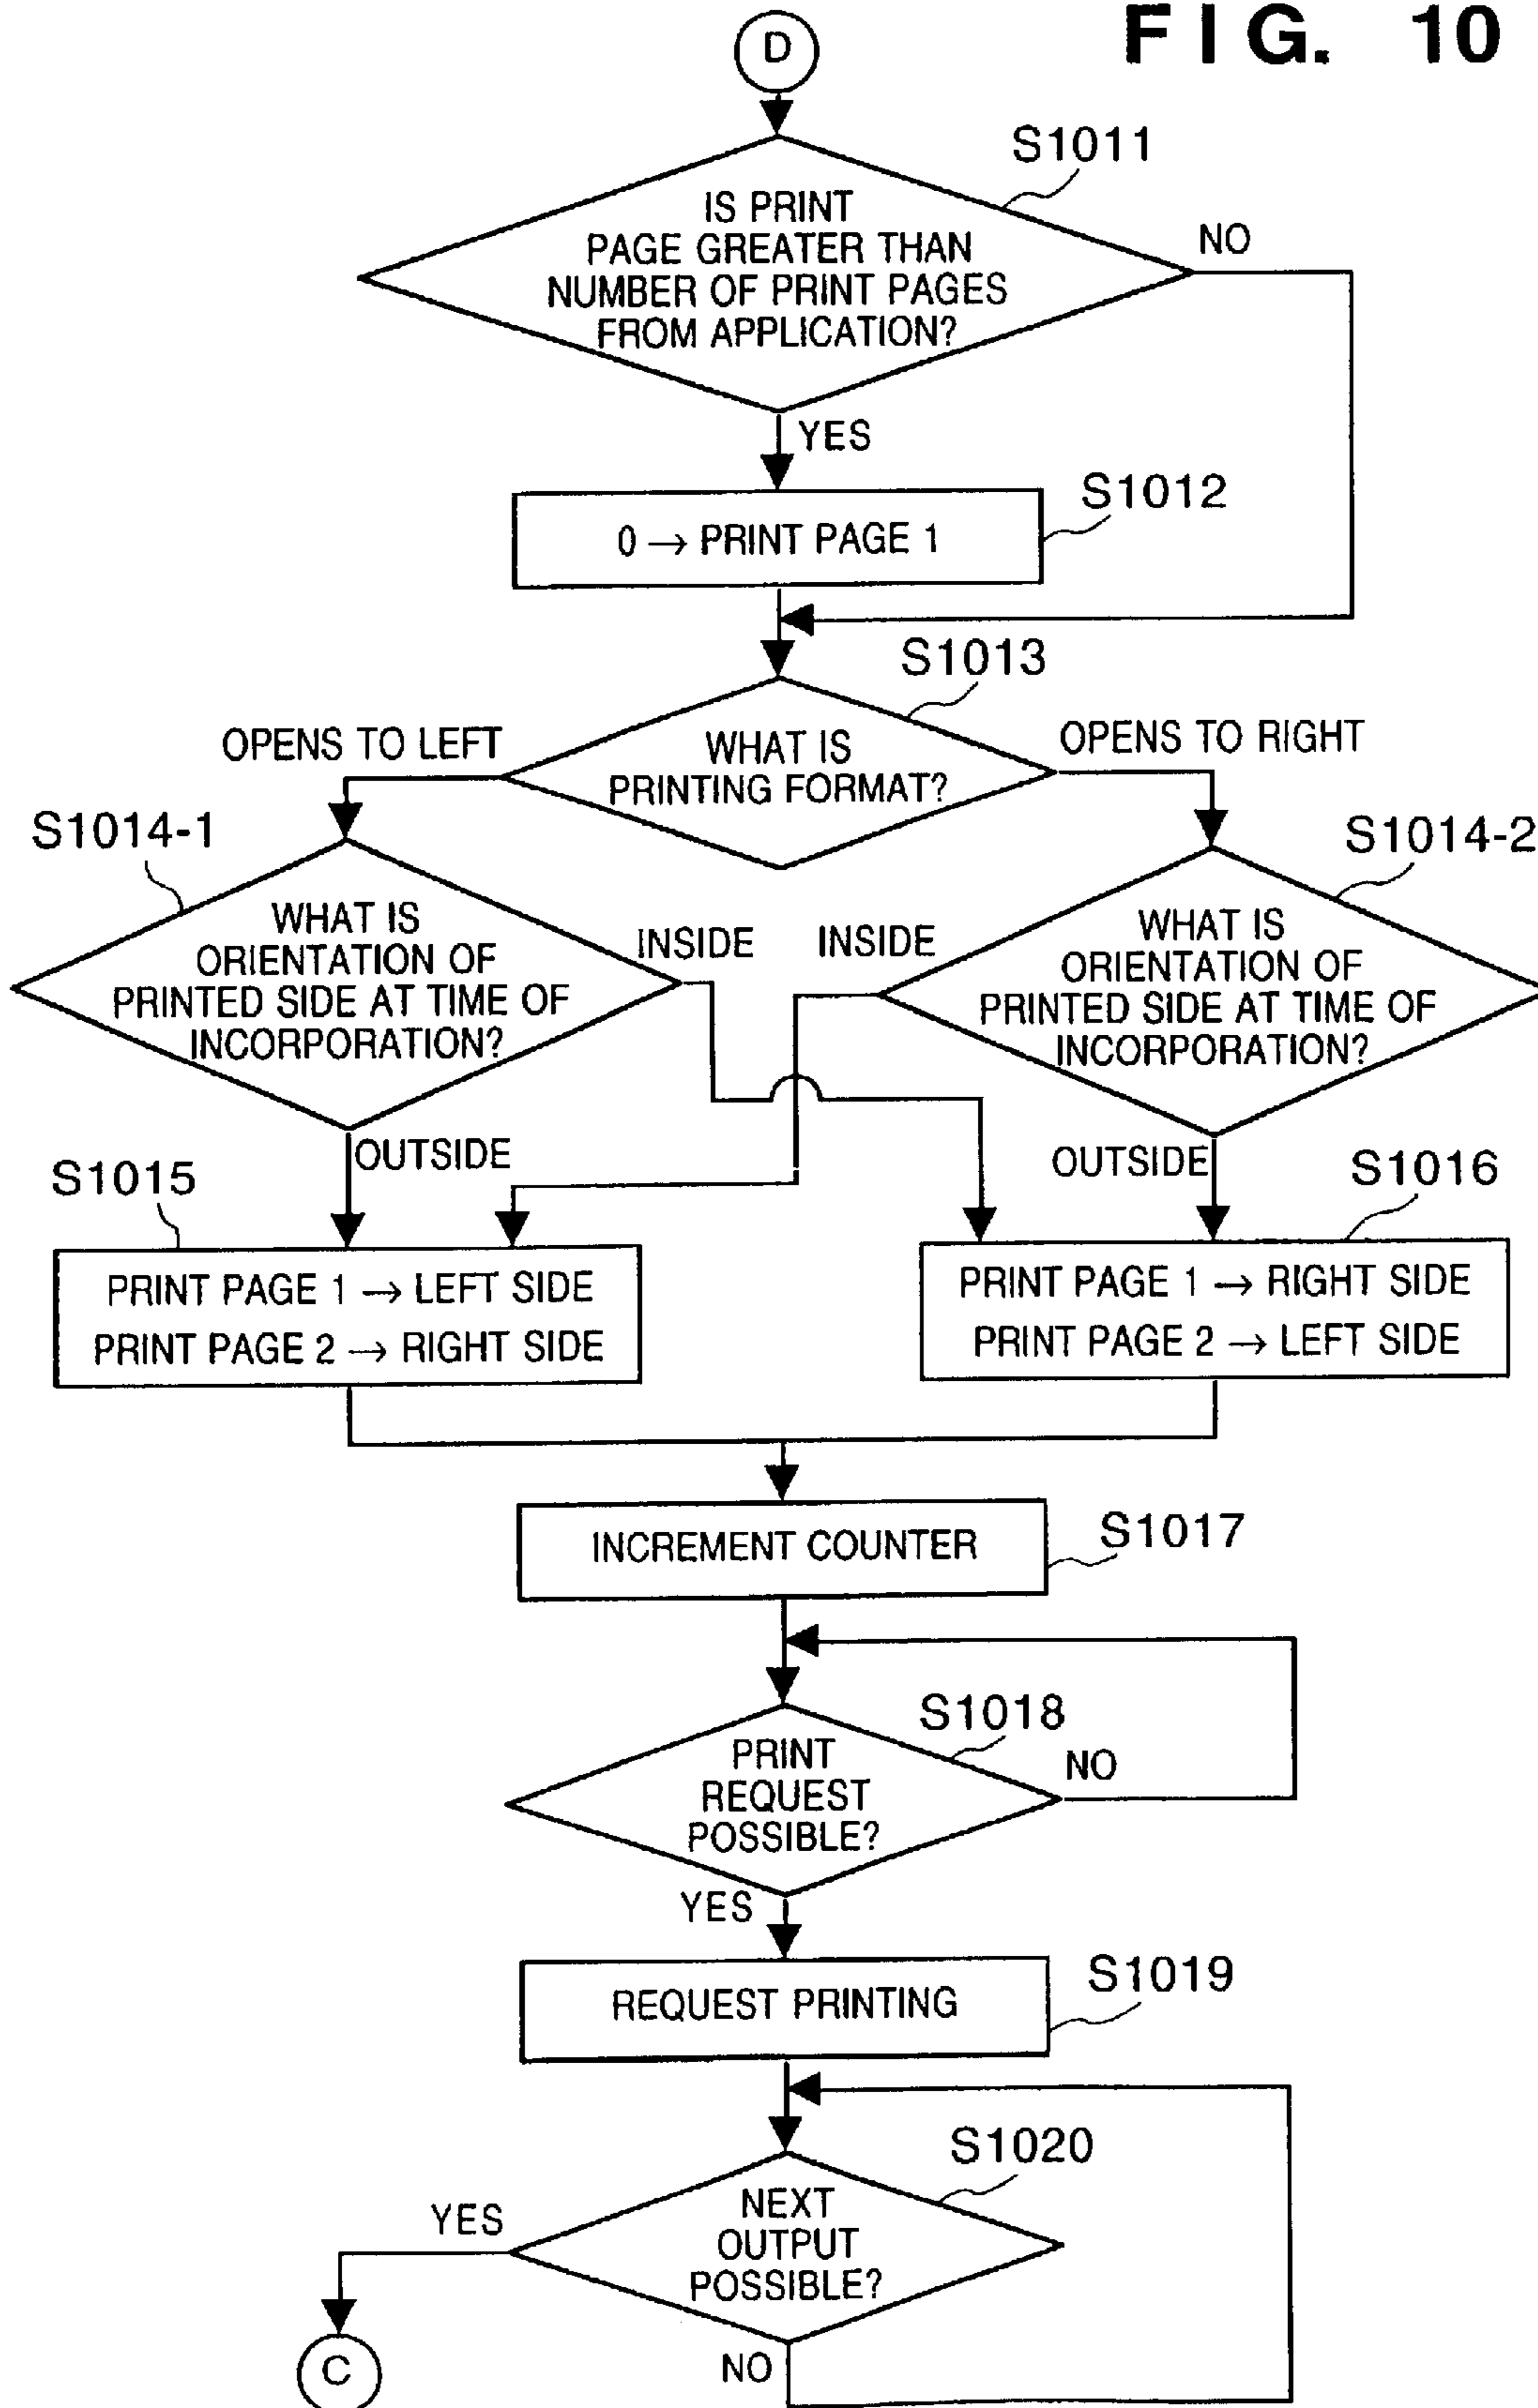 FIG. 10
D
S1011
IS PRINT
PAGE GREATER THAN
NUMBER OF PRINT PAGES
FROM APPLICATION?
NO
YES
S1012
0 → PRINT PAGE 1
S1013
OPENS TO LEFT
WHAT IS
PRINTING FORMAT?
OPENS TO RIGHT
S1014-1
WHAT IS
ORIENTATION OF
PRINTED SIDE AT TIME OF
INCORPORATION?
INSIDE
OUTSIDE
S1014-2
INSIDE
WHAT IS
ORIENTATION OF
PRINTED SIDE AT TIME OF
INCORPORATION?
OUTSIDE
S1015
PRINT PAGE 1 → LEFT SIDE
PRINT PAGE 2 → RIGHT SIDE
S1016
PRINT PAGE 1 → RIGHT SIDE
PRINT PAGE 2 → LEFT SIDE
INCREMENT COUNTER
S1017
S1018
PRINT
REQUEST
POSSIBLE?
NO
YES
REQUEST PRINTING
S1019
S1020
YES
NEXT
OUTPUT
POSSIBLE?
NO
C